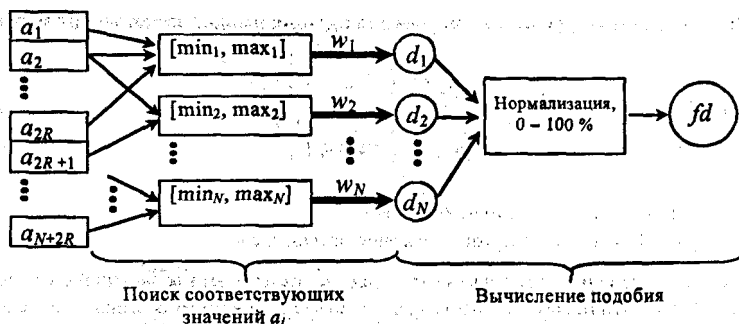 a₁
a₂
a₂R
a₂R+1
aN+2R
[min₁, max₁]
[min₂, max₂]
[minN, maxN]
w₁
w₂
wN
d₁
d₂
dN
Нормализация,
0 – 100 %
fd
Поиск соответствующих
значений aᵢ
Вычисление подобия